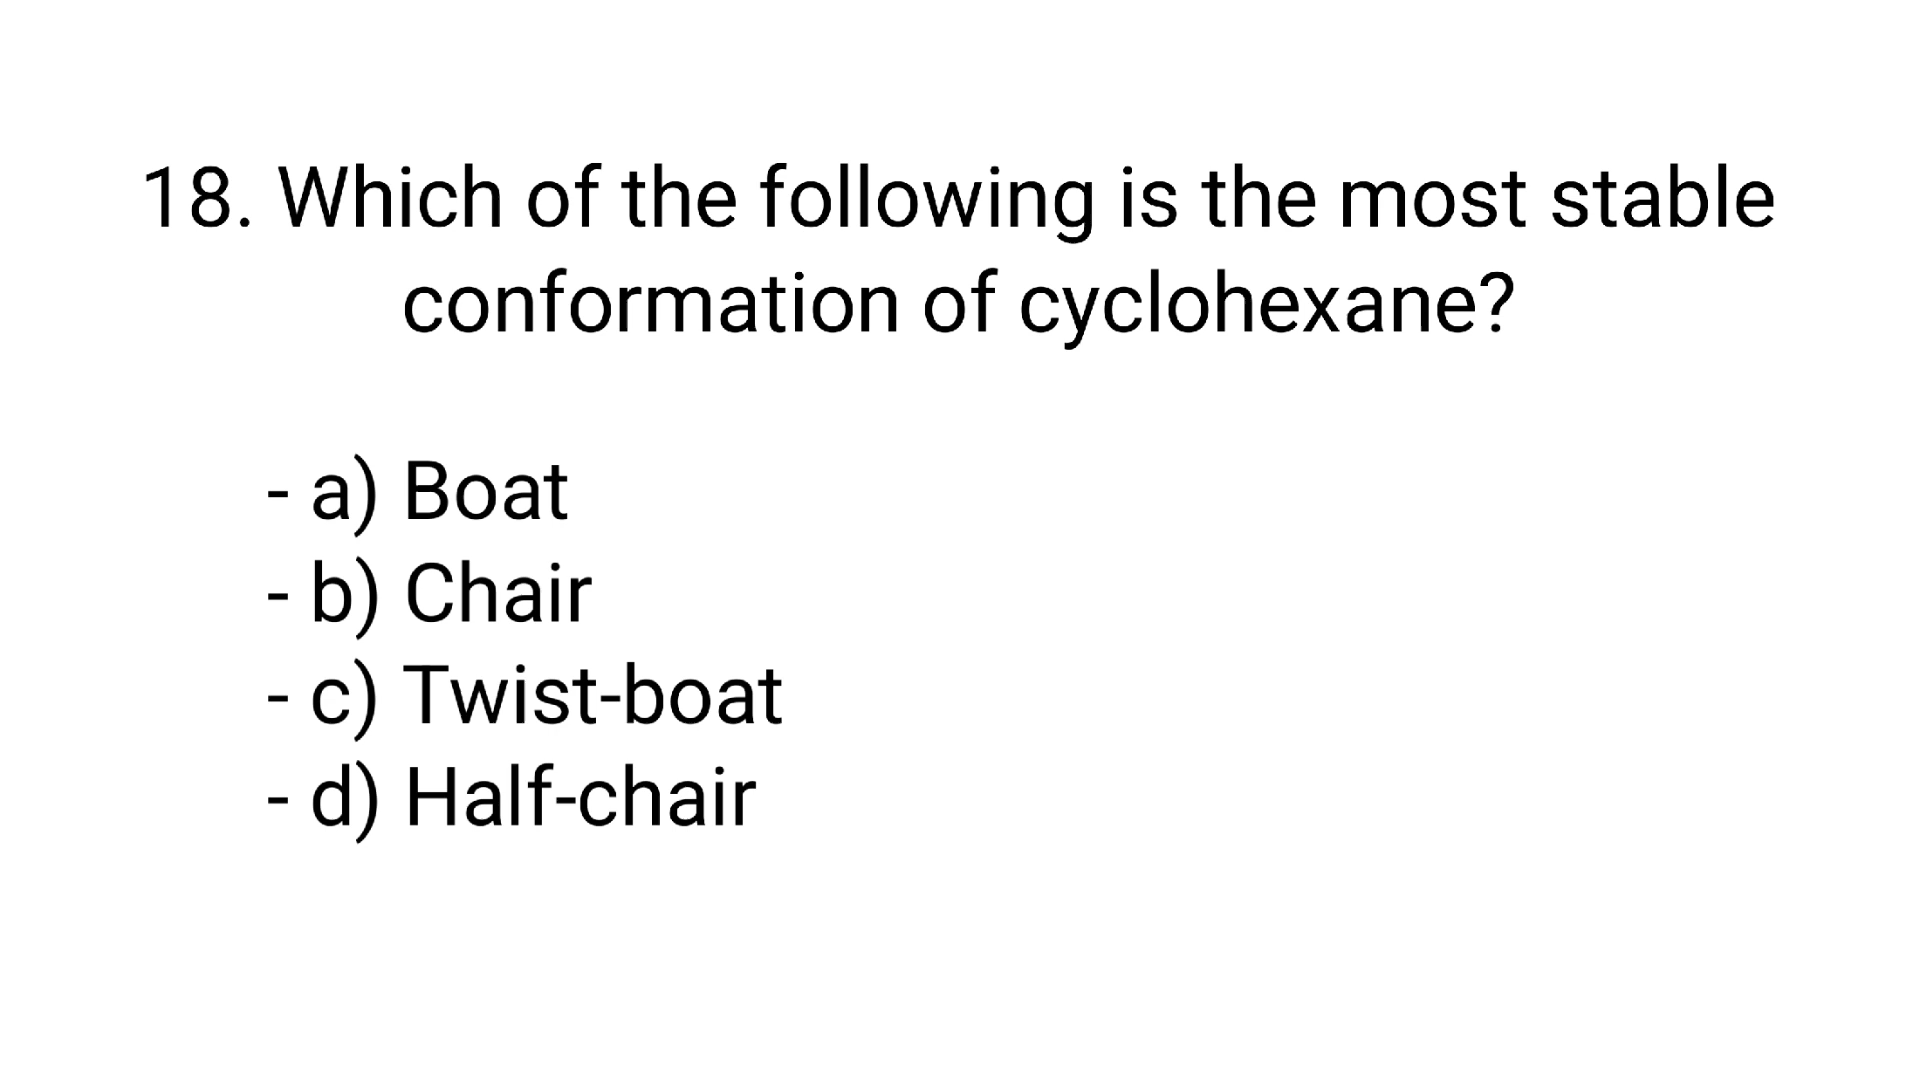 18. Which of the following is the most stable
conformation of cyclohexane?
- a) Boat
- b) Chair
- c) Twist-boat
- d) Half-chair